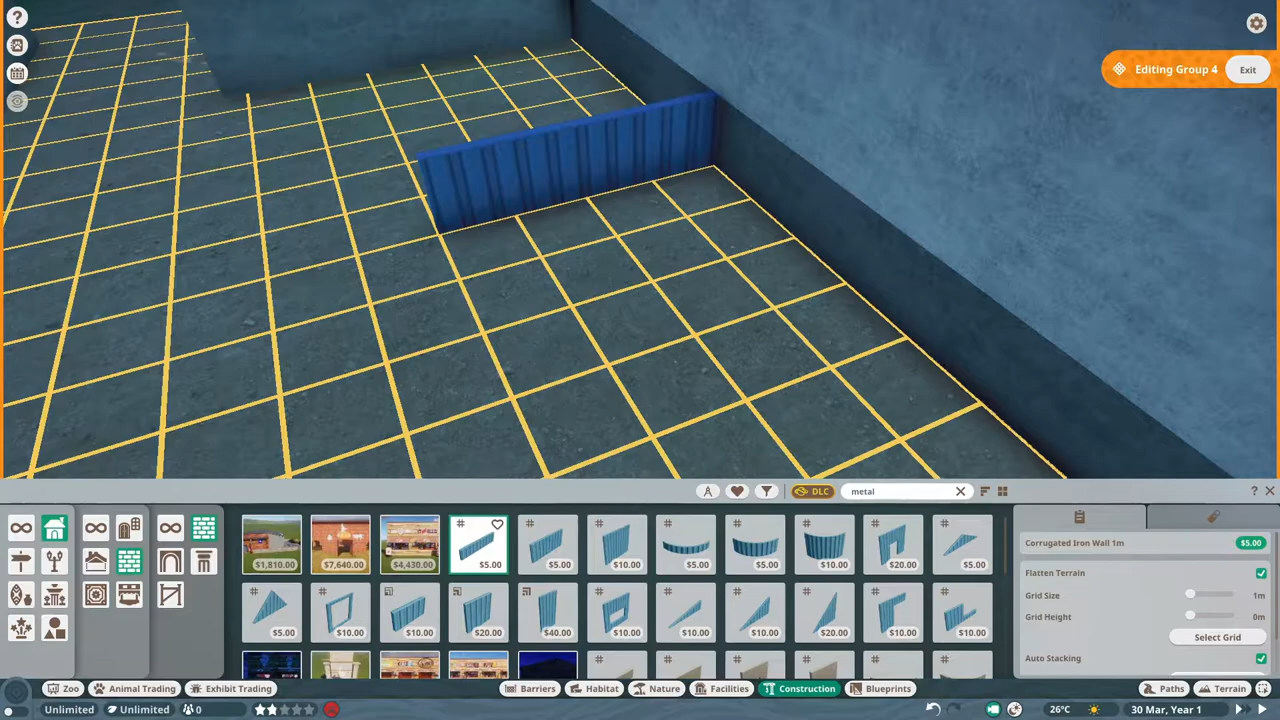 ?
Editing Group 4
Exit
DLC
metal
?
$1,810.00
$7,640.00
$4,430.00
$5.00
$5.00
$10.00
$5.00
$5.00
$10.00
$20.00
$5.00
$5.00
$10.00
$10.00
$20.00
$40.00
$10.00
$10.00
$10.00
$20.00
$10.00
$10.00
Corrugated Iron Wall 1m
$5.00
Flatten Terrain
Grid Size
1m
Grid Height
0m
Select Grid
Auto Stacking
Zoo
Animal Trading
Exhibit Trading
Barriers
Habitat
Nature
Facilities
Construction
Blueprints
Paths
Terrain
Unlimited
Unlimited
0
26°C
30 Mar, Year 1